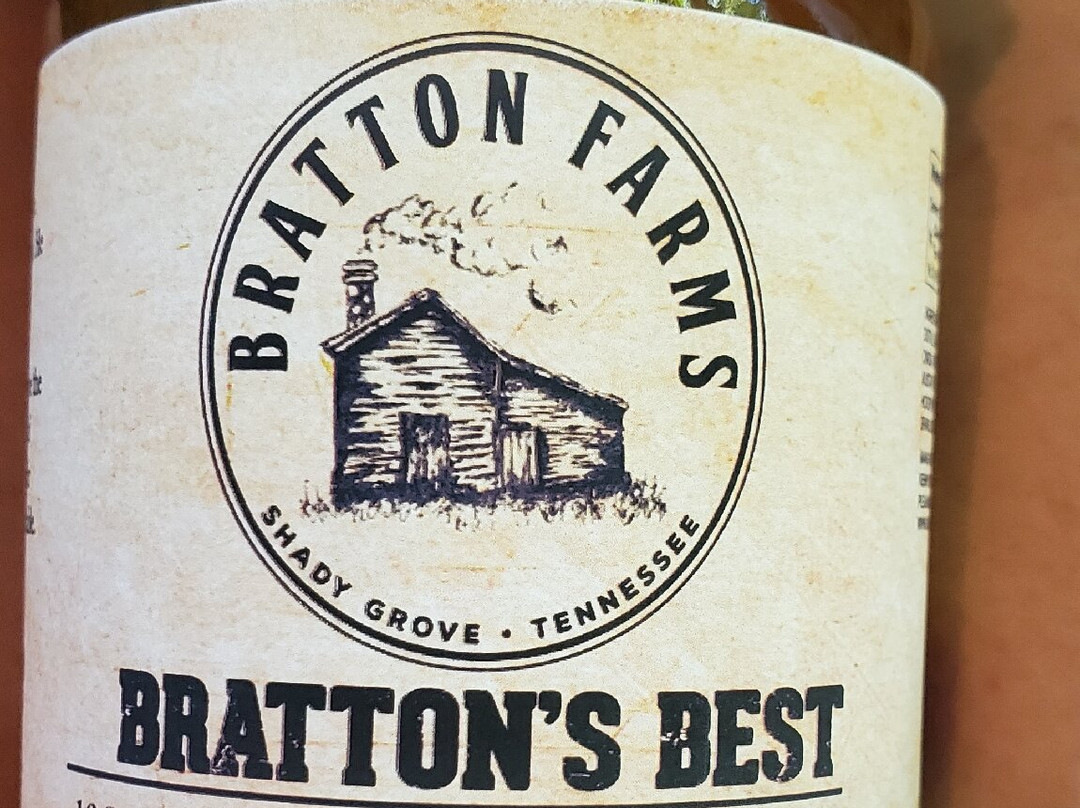 BRATTON FARMS
SHADY GROVE • TENNESSEE
BRATTON'S BEST